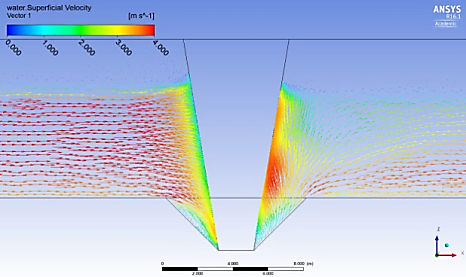 water.Superficial Velocity
Vector 1
[m s^-1]
0.000
1.000
2.000
3.000
4.000
ANSYS
R16.1
Academic
0
4.000
8.000 (m)
2.000
6.000
Z
X